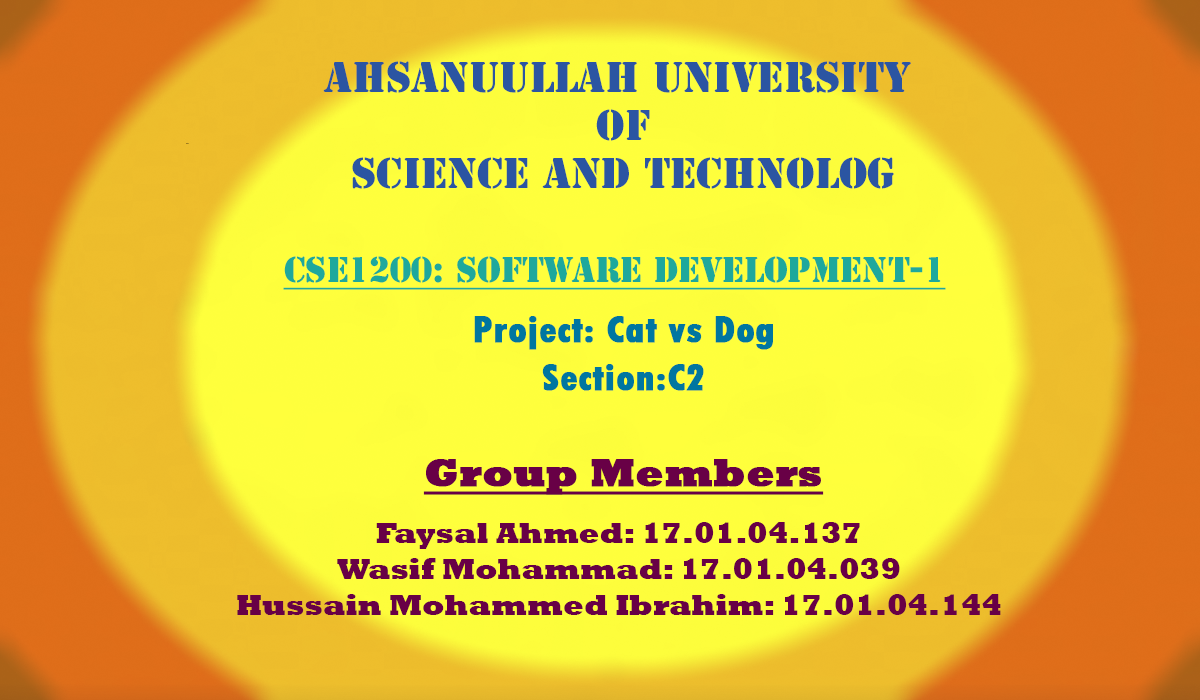 AHSANUULLAH UNIVERSITY
OF
SCIENCE AND TECHNOLOG
CSE1200: SOFTWARE DEVELOPMENT-1
Project: Cat vs Dog
Section:C2
Group Members
Faysal Ahmed: 17.01.04.137
Wasif Mohammad: 17.01.04.039
Hussain Mohammed Ibrahim: 17.01.04.144